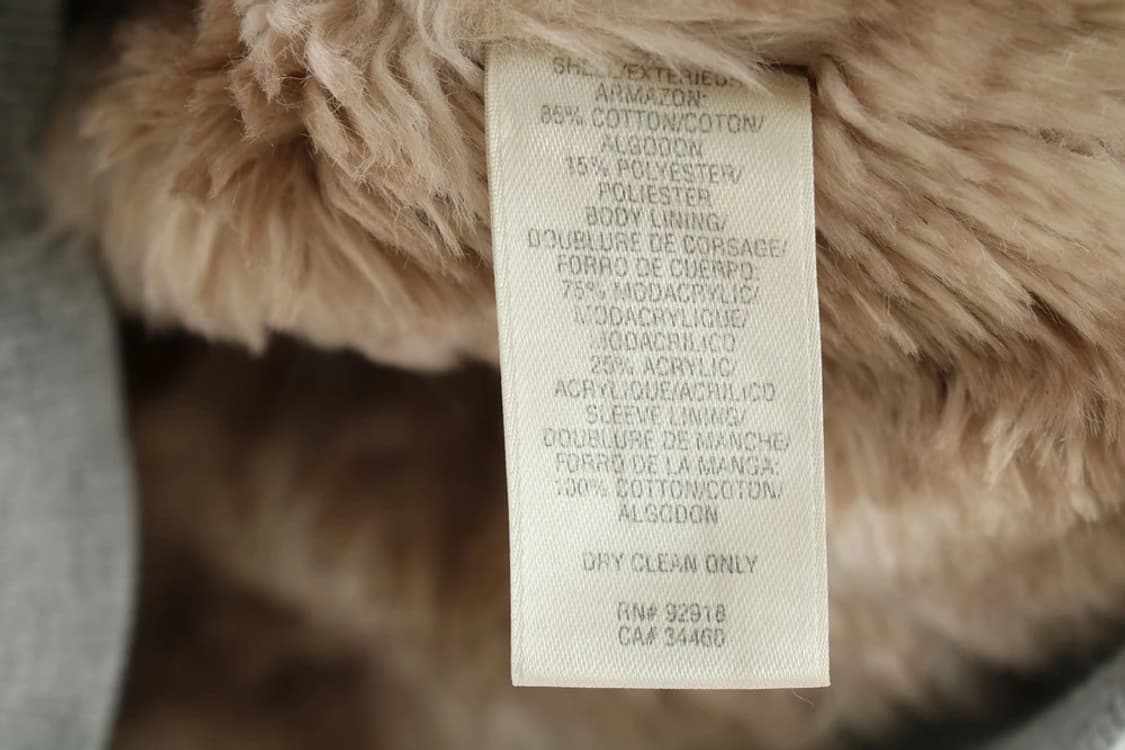 SHELL/EXTERIEUR
ARMAZON:
85% COTTON/COTON/
ALGODON
15% POLYESTER/
POLIESTER
BODY LINING/
DOUBLURE DE CORSAGE/
FORRO DE CUERPO:
75% MODACRYLIC/
MODACRYLIQUE/
MODACRILICO
25% ACRYLIC/
ACRYLIQUE/ACRILICO
SLEEVE LINING/
DOUBLURE DE MANCHE/
FORRO DE LA MANGA:
100% COTTON/COTON/
ALGODON
DRY CLEAN ONLY
RN# 92918
CA# 34460